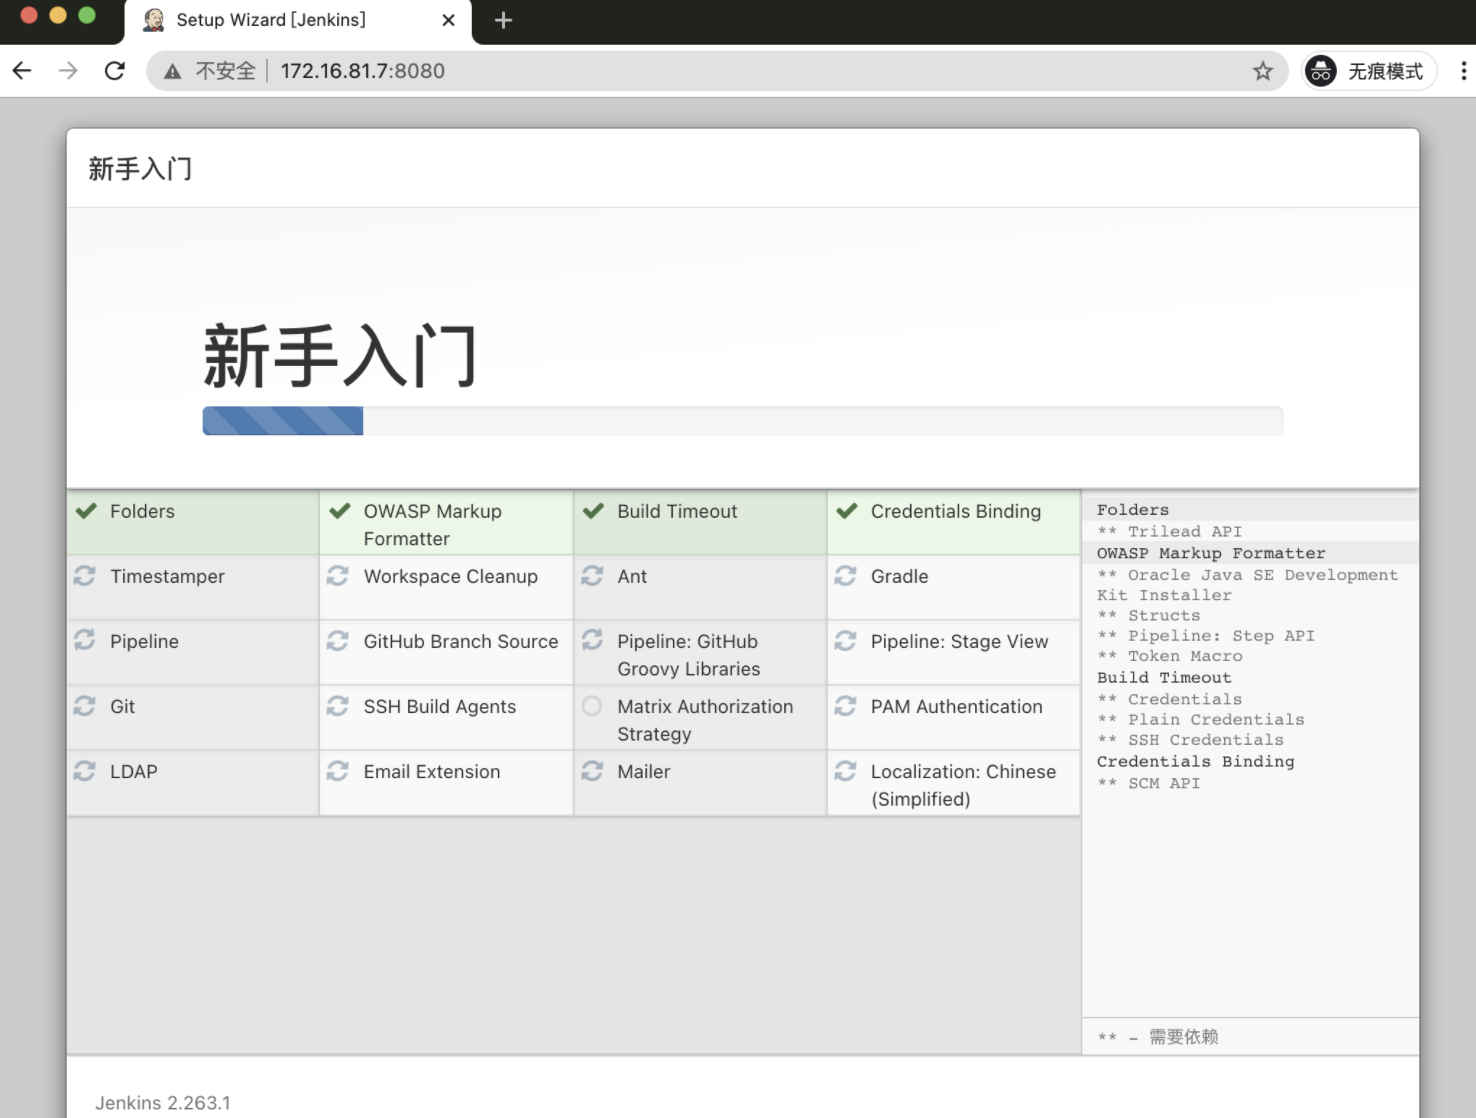 Setup Wizard [Jenkins]
不安全 172.16.81.7:8080
无痕模式
新手入门
新手入门
Folders
OWASP Markup
Formatter
Build Timeout
Credentials Binding
Timestamper
Workspace Cleanup
Ant
Gradle
Pipeline
GitHub Branch Source
Pipeline: GitHub
Groovy Libraries
Pipeline: Stage View
Git
SSH Build Agents
Matrix Authorization
Strategy
PAM Authentication
LDAP
Email Extension
Mailer
Localization: Chinese
(Simplified)
Folders
** Trilead API
OWASP Markup Formatter
** Oracle Java SE Development
Kit Installer
** Structs
** Pipeline: Step API
** Token Macro
Build Timeout
** Credentials
** Plain Credentials
** SSH Credentials
Credentials Binding
** SCM API
** - 需要依赖
Jenkins 2.263.1